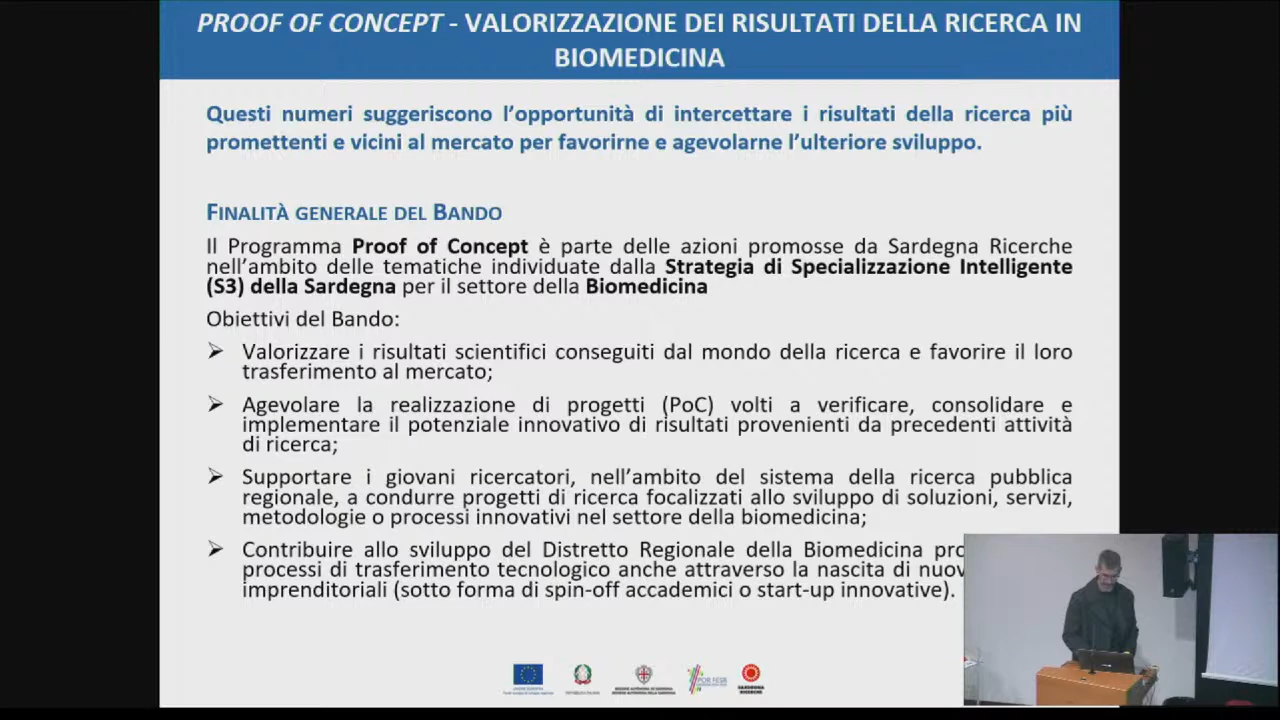 PROOF OF CONCEPT - VALORIZZAZIONE DEI RISULTATI DELLA RICERCA IN
BIOMEDICINA
Questi numeri suggeriscono l'opportunità di intercettare i risultati della ricerca più
promettenti e vicini al mercato per favorirne e agevolarne l'ulteriore sviluppo.
FINALITÀ GENERALE DEL BANDO
Il Programma Proof of Concept è parte delle azioni promosse da Sardegna Ricerche
nell'ambito delle tematiche individuate dalla Strategia di Specializzazione Intelligente
(S3) della Sardegna per il settore della Biomedicina
Obiettivi del Bando:
➢ Valorizzare i risultati scientifici conseguiti dal mondo della ricerca e favorire il loro
trasferimento al mercato;
➢ Agevolare la realizzazione di progetti (PoC) volti a verificare, consolidare e
implementare il potenziale innovativo di risultati provenienti da precedenti attività
di ricerca;
➢ Supportare i giovani ricercatori, nell'ambito del sistema della ricerca pubblica
regionale, a condurre progetti di ricerca focalizzati allo sviluppo di soluzioni, servizi,
metodologie o processi innovativi nel settore della biomedicina;
➢ Contribuire allo sviluppo del Distretto Regionale della Biomedicina pro
processi di trasferimento tecnologico anche attraverso la nascita di nuov
imprenditoriali (sotto forma di spin-off accademici o start-up innovative).
UNIONE EUROPEA
REPUBBLICA ITALIANA
POR FESR
SARDEGNA
RICERCHE